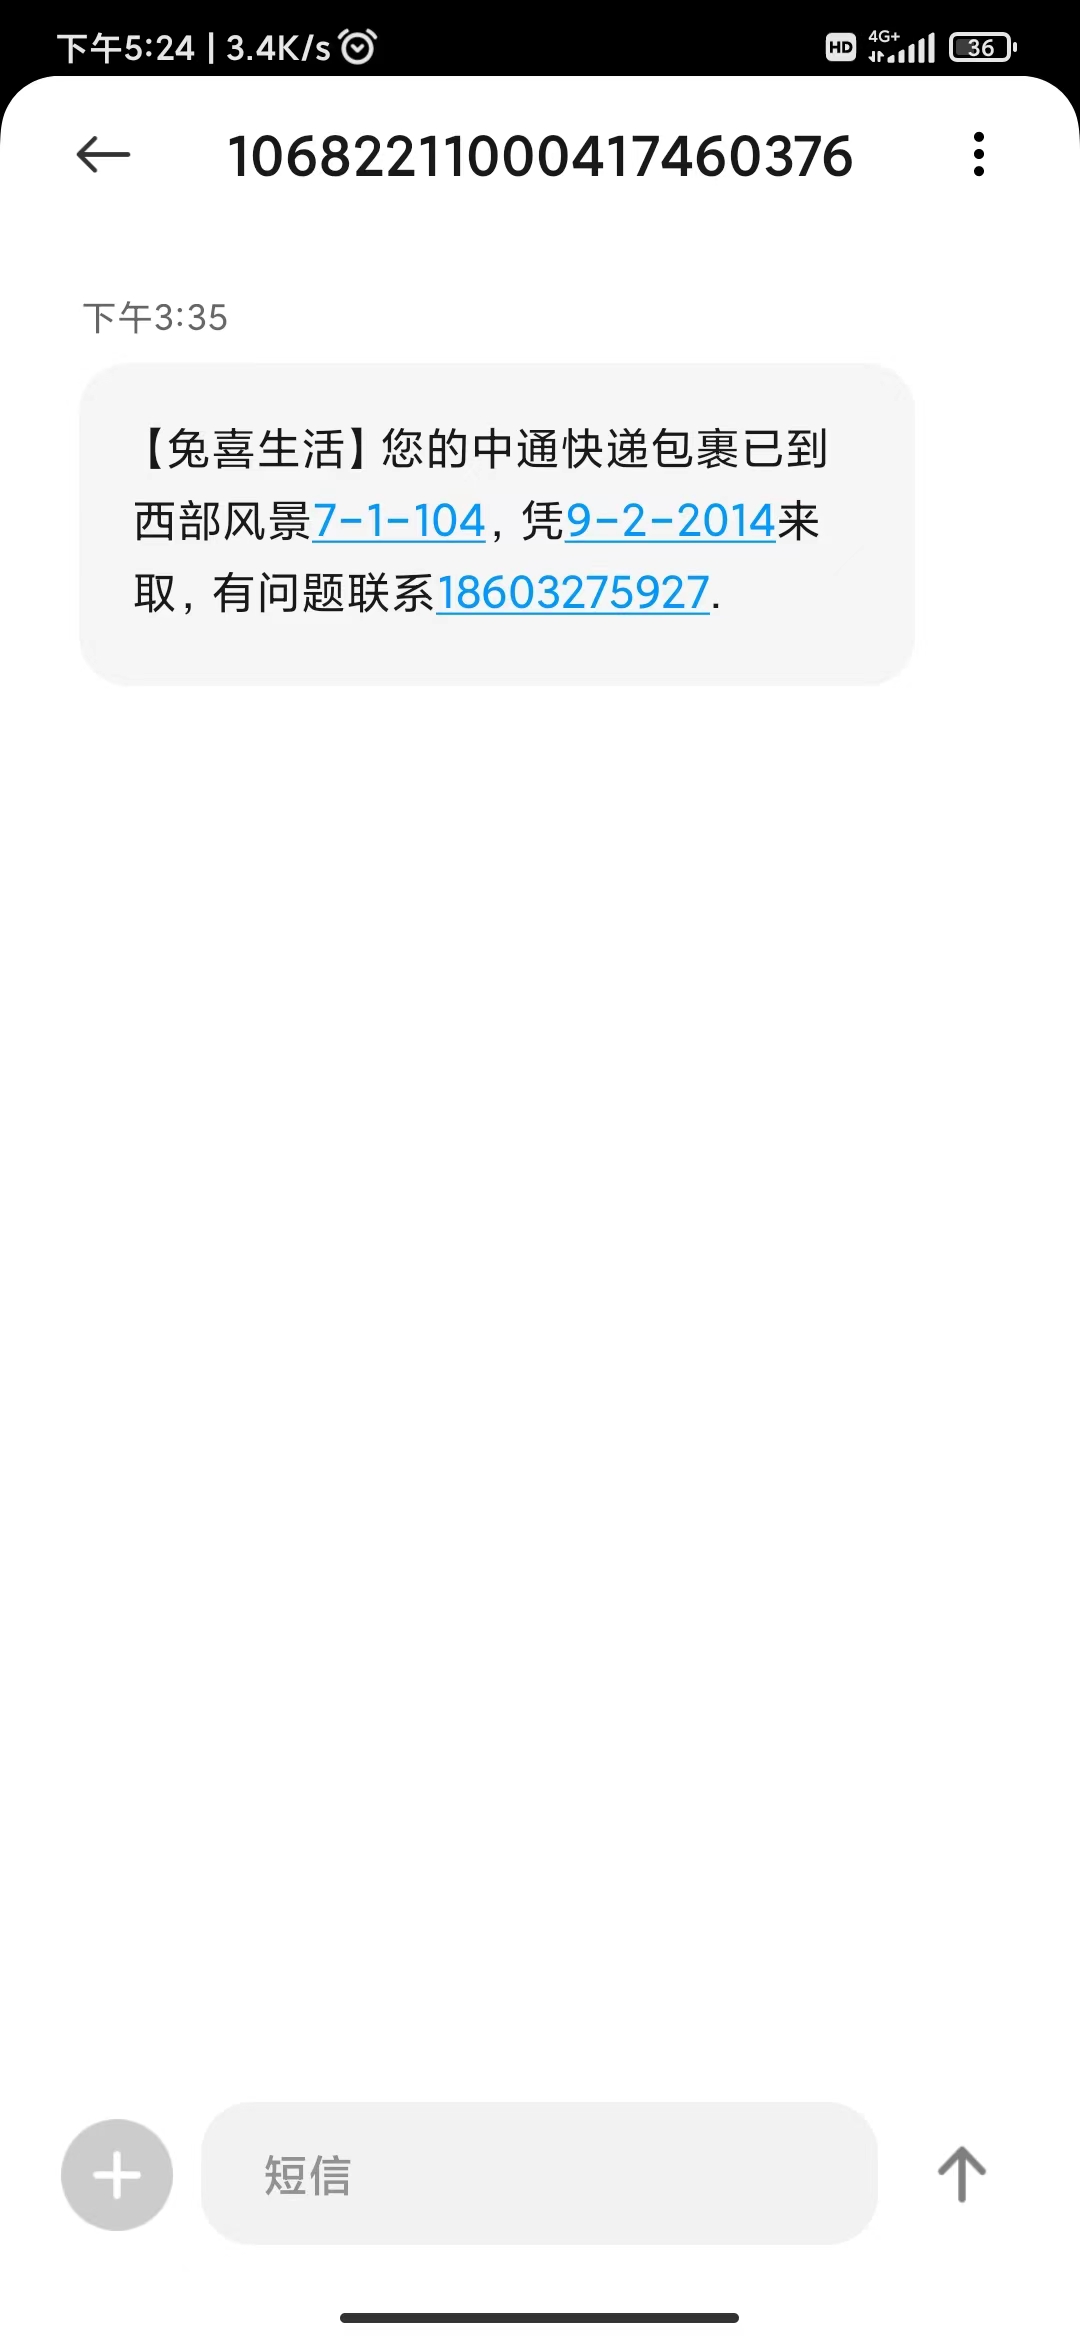 下午5:24 | 3.4K/s
HD 4G+ 36
10682211000417460376
下午3:35
【兔喜生活】您的中通快递包裹已到
西部风景7-1-104, 凭9-2-2014来
取, 有问题联系18603275927.
短信